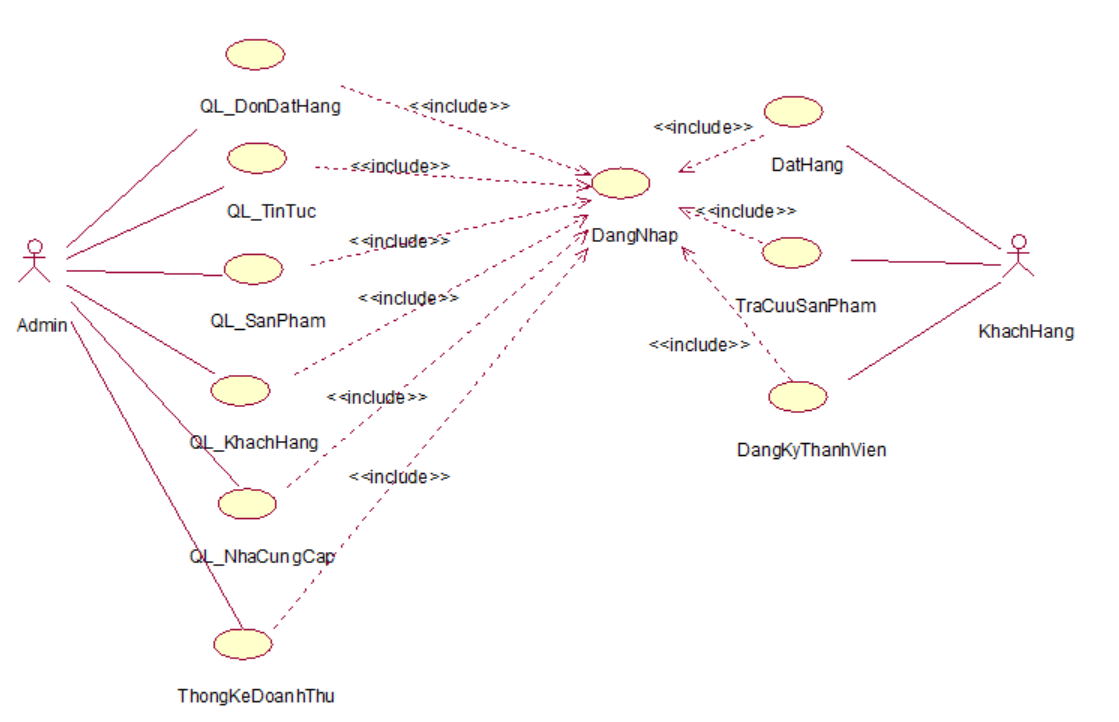 QL_DonDatHang
<<include>>
<<include>>
DatHang
<<include>>
QL_TinTuc
<<include>>
DangNhap
<<include>>
TraCuuSanPham
QL_SanPham
<<include>>
Admin
KhachHang
<<include>>
<<include>>
QL_KhachHang
DangKyThanhVien
<<include>>
QL_NhaCungCap
ThongKeDoanhThu